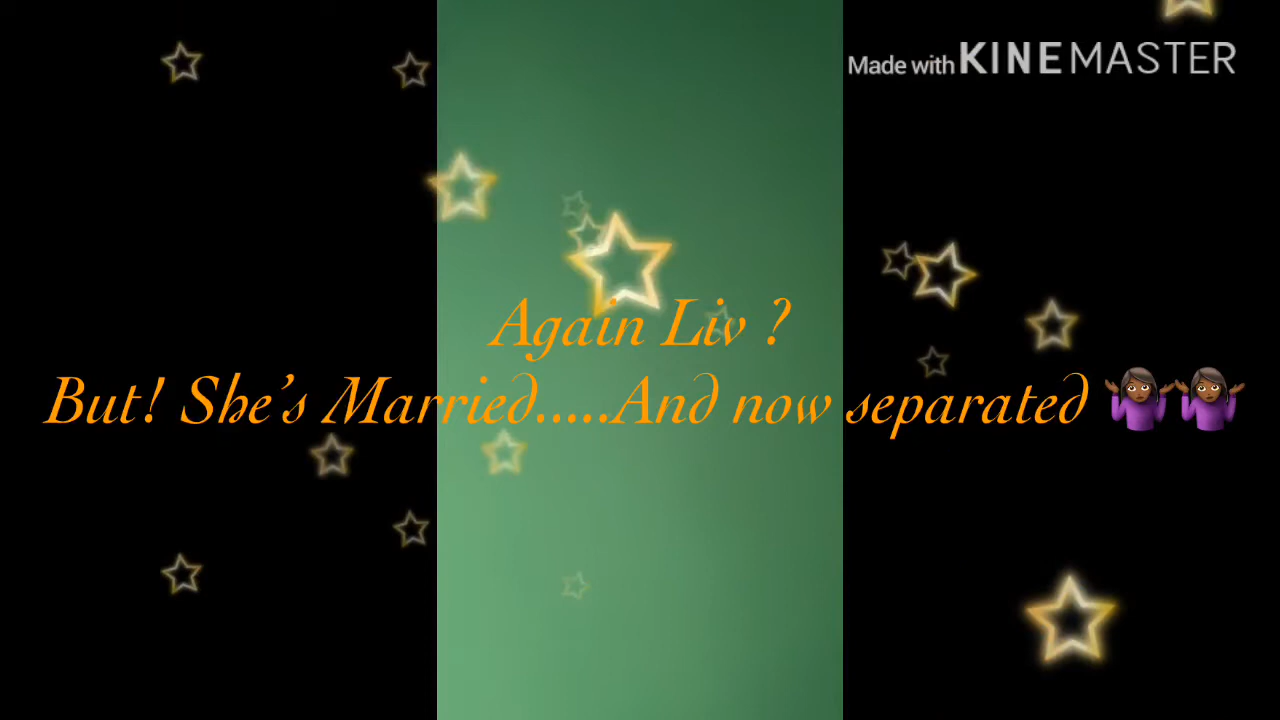 Made with KINEMASTER
Again Liv ?
But! She's Married.....And now separated 🤷🏾‍♀️🤷🏾‍♀️